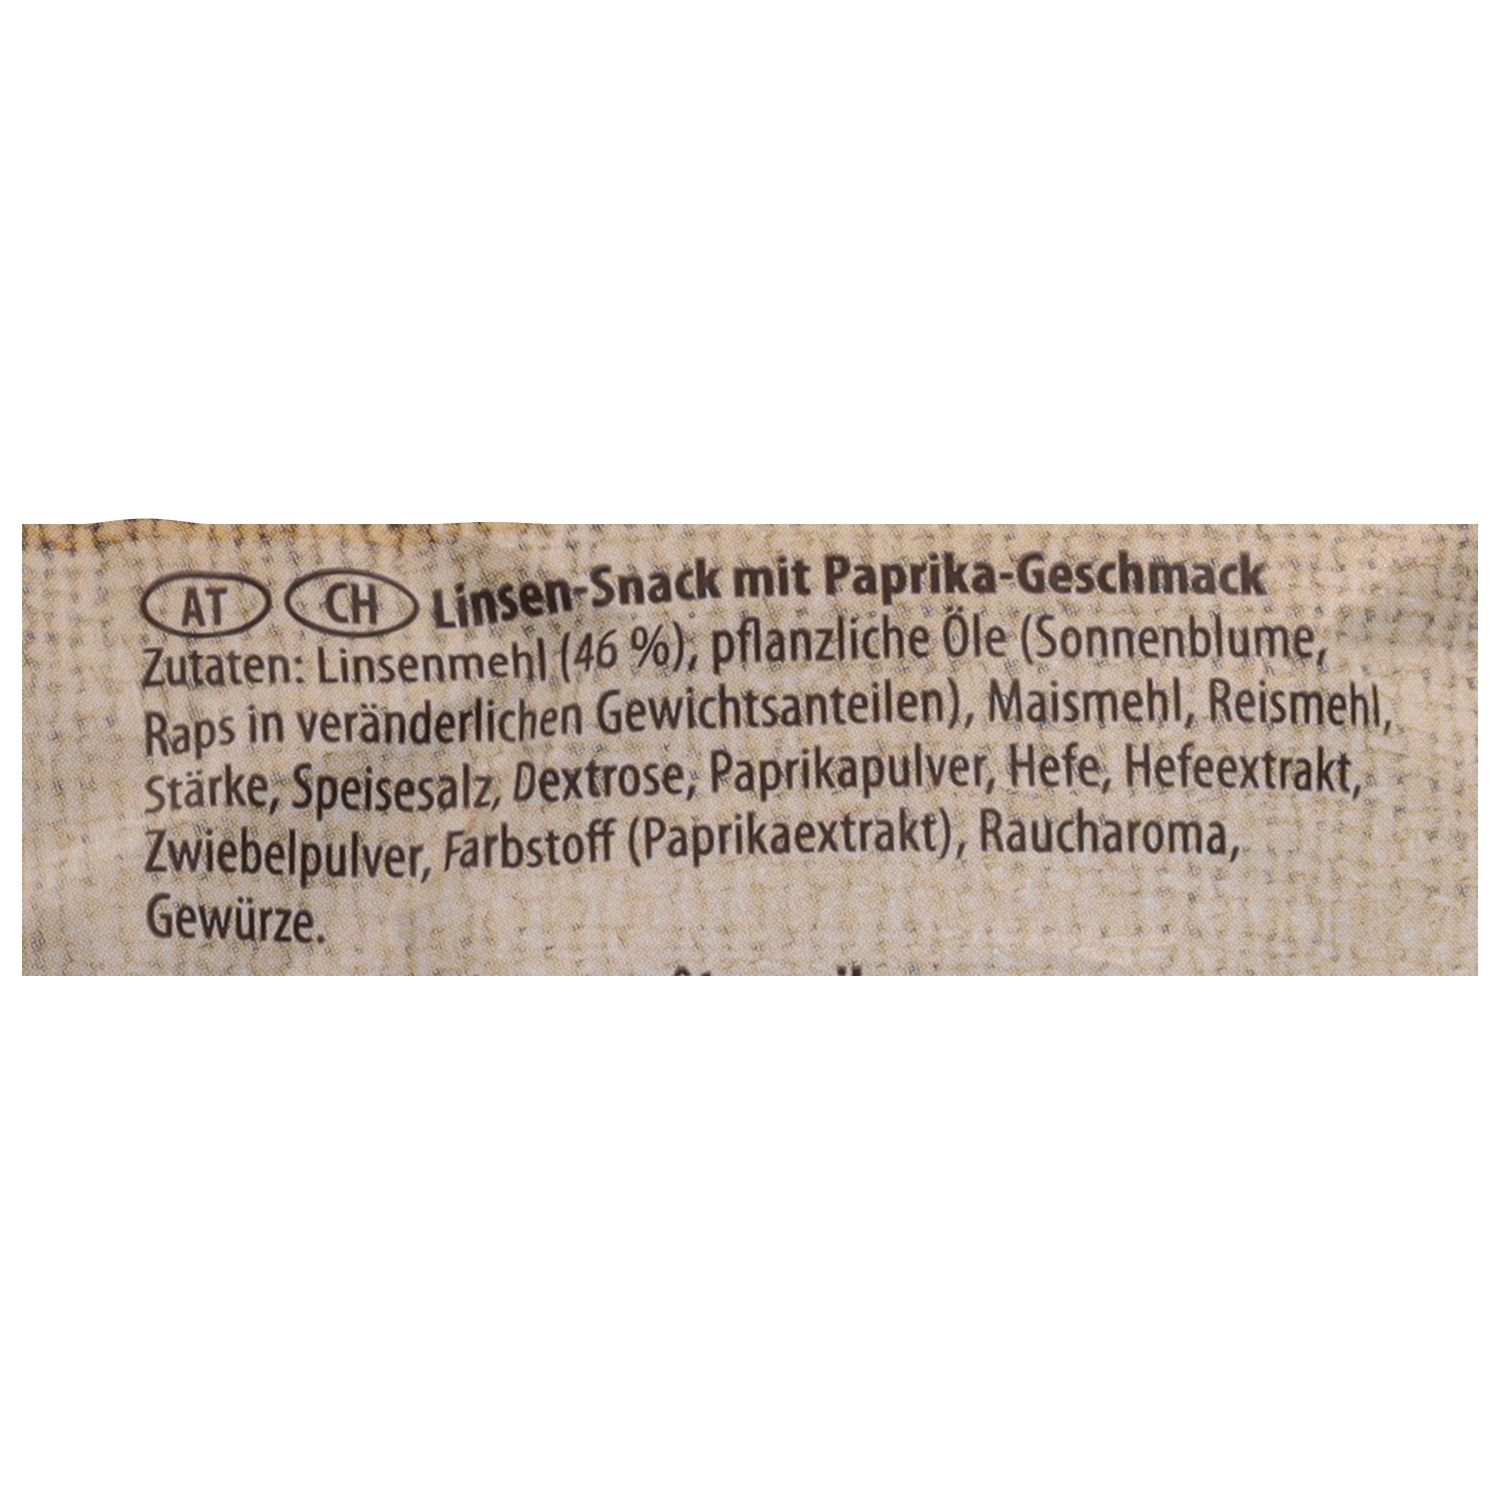 AT CH Linsen-Snack mit Paprika-Geschmack
Zutaten: Linsenmehl (46 %), pflanzliche Öle (Sonnenblume,
Raps in veränderlichen Gewichtsanteilen), Maismehl, Reismehl,
Stärke, Speisesalz, Dextrose, Paprikapulver, Hefe, Hefeextrakt,
Zwiebelpulver, Farbstoff (Paprikaextrakt), Raucharoma,
Gewürze.